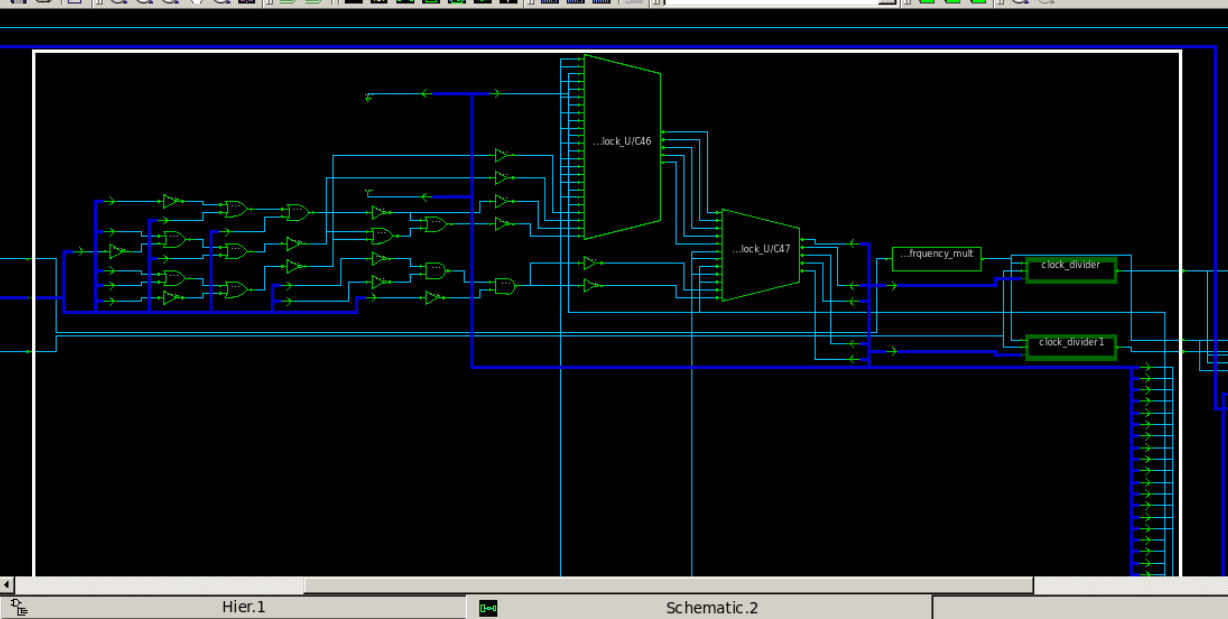 ...lock_U/C46
...lock_U/C47
...frquency_mult
clock_divider
clock_divider1
Hier.1
Schematic.2